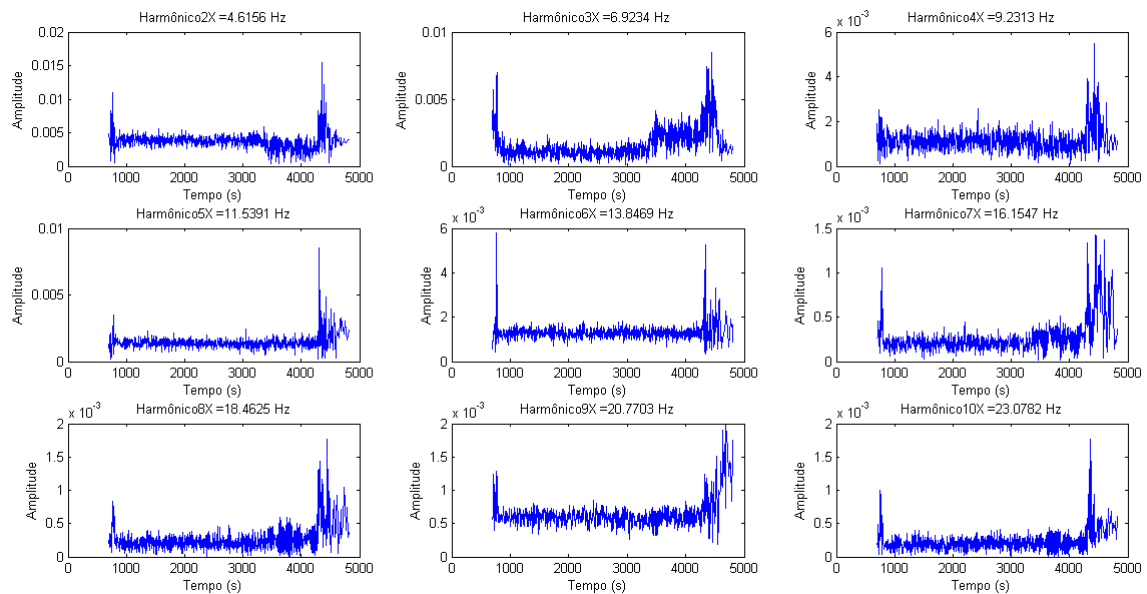 Harmônico2X =4.6156 Hz
0.02
0.015
0.01
0.005
0
Amplitude
0 1000 2000 3000 4000 5000
Tempo (s)
Harmônico3X =6.9234 Hz
0.01
0.005
0
Amplitude
0 1000 2000 3000 4000 5000
Tempo (s)
x 10⁻³ Harmônico4X =9.2313 Hz
6
4
2
0
Amplitude
0 1000 2000 3000 4000 5000
Tempo (s)
Harmônico5X =11.5391 Hz
0.01
0.005
0
Amplitude
0 1000 2000 3000 4000 5000
Tempo (s)
x 10⁻³ Harmônico6X =13.8469 Hz
6
4
2
0
Amplitude
0 1000 2000 3000 4000 5000
Tempo (s)
x 10⁻³ Harmônico7X =16.1547 Hz
1.5
1
0.5
0
Amplitude
0 1000 2000 3000 4000 5000
Tempo (s)
x 10⁻³ Harmônico8X =18.4625 Hz
2
1.5
1
0.5
0
Amplitude
0 1000 2000 3000 4000 5000
Tempo (s)
x 10⁻³ Harmônico9X =20.7703 Hz
2
1.5
1
0.5
0
Amplitude
0 1000 2000 3000 4000 5000
Tempo (s)
x 10⁻³ Harmônico10X =23.0782 Hz
2
1.5
1
0.5
0
Amplitude
0 1000 2000 3000 4000 5000
Tempo (s)